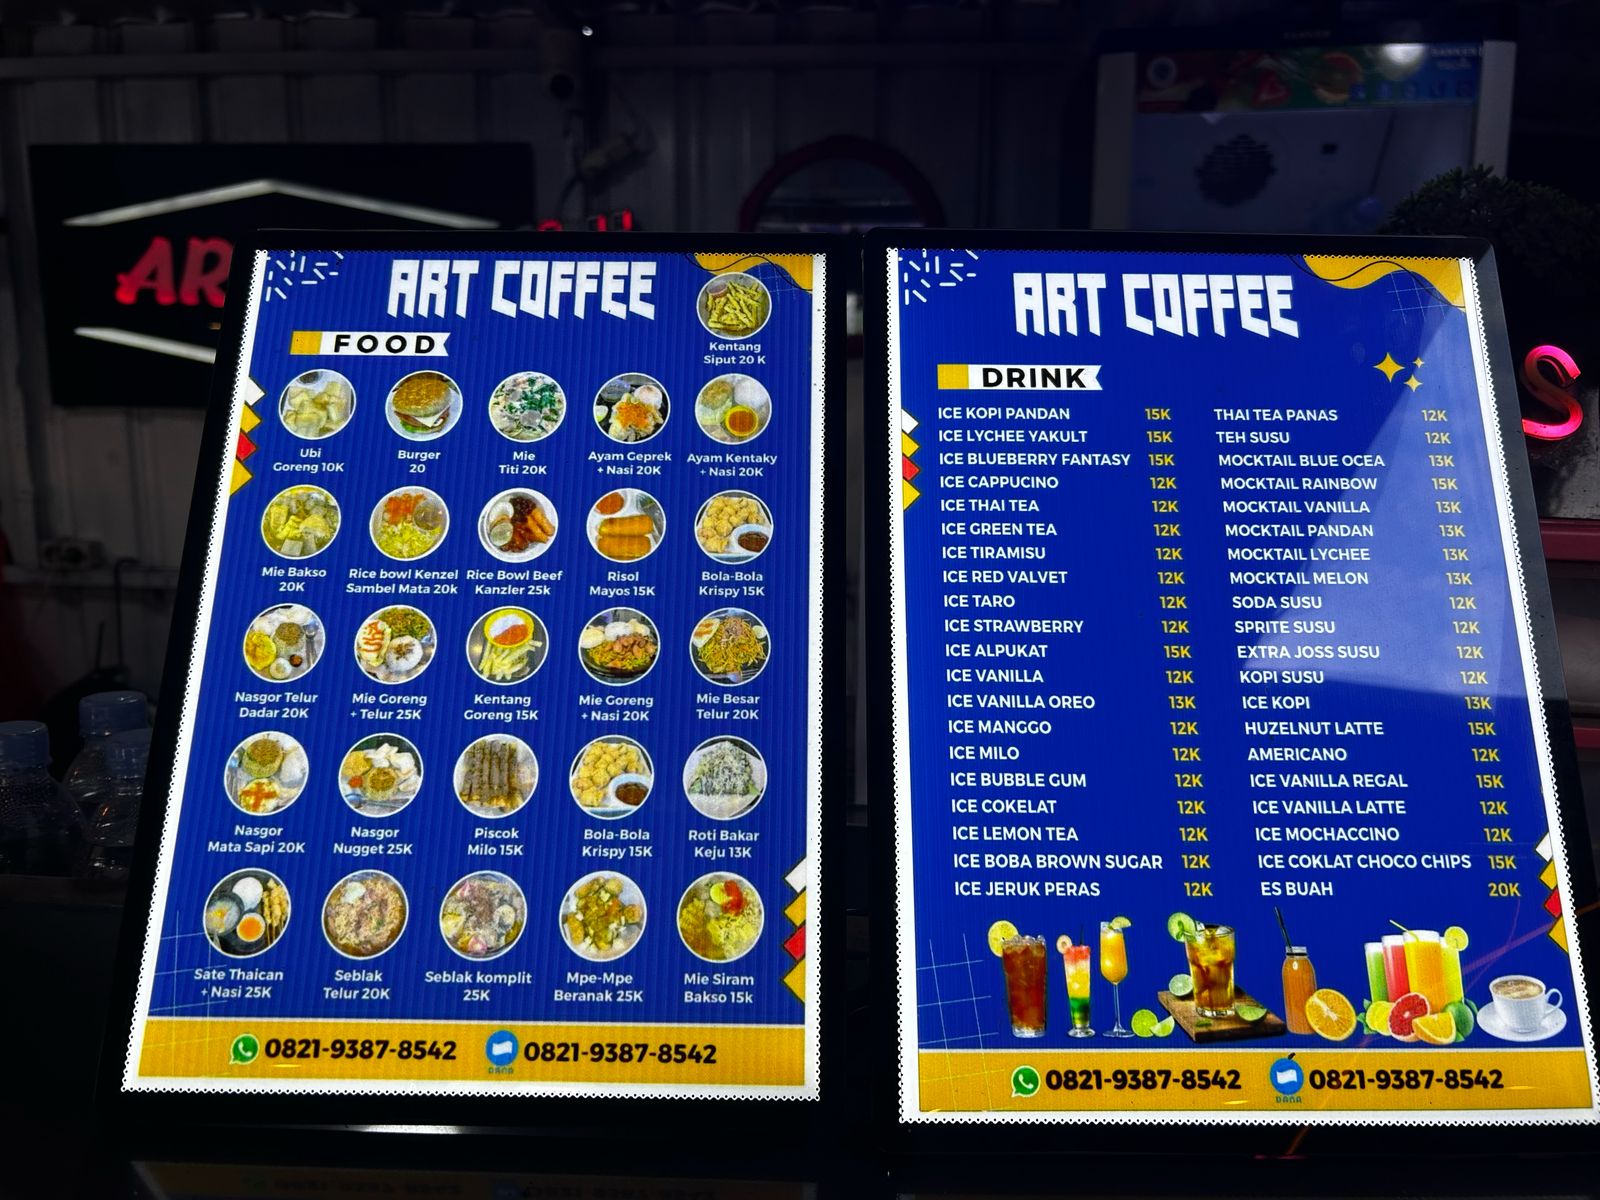 AR
ART COFFEE
FOOD
Kentang
Siput 20 K
Ubi
Goreng 10K
Burger
20
Mie
Titi 20K
Ayam Geprek
+ Nasi 20K
Ayam Kentaky
+ Nasi 20K
Mie Bakso
20K
Rice bowl Kenzel
Sambel Mata 20k
Rice Bowl Beef
Kanzler 25k
Risol
Mayos 15K
Bola-Bola
Krispy 15K
Nasgor Telur
Dadar 20K
Mie Goreng
+ Telur 25K
Kentang
Goreng 15K
Mie Goreng
+ Nasi 20K
Mie Besar
Telur 20K
Nasgor
Mata Sapi 20K
Nasgor
Nugget 25K
Piscok
Milo 15K
Bola-Bola
Krispy 15K
Roti Bakar
Keju 13K
Sate Thaican
+ Nasi 25K
Seblak
Telur 20K
Seblak komplit
25K
Mpe-Mpe
Beranak 25K
Mie Siram
Bakso 15k
0821-9387-8542 DANA 0821-9387-8542
ART COFFEE
DRINK
ICE KOPI PANDAN 15K
ICE LYCHEE YAKULT 15K
ICE BLUEBERRY FANTASY 15K
ICE CAPPUCINO 12K
ICE THAI TEA 12K
ICE GREEN TEA 12K
ICE TIRAMISU 12K
ICE RED VALVET 12K
ICE TARO 12K
ICE STRAWBERRY 12K
ICE ALPUKAT 15K
ICE VANILLA 12K
ICE VANILLA OREO 13K
ICE MANGGO 12K
ICE MILO 12K
ICE BUBBLE GUM 12K
ICE COKELAT 12K
ICE LEMON TEA 12K
ICE BOBA BROWN SUGAR 12K
ICE JERUK PERAS 12K
THAI TEA PANAS 12K
TEH SUSU 12K
MOCKTAIL BLUE OCEA 13K
MOCKTAIL RAINBOW 15K
MOCKTAIL VANILLA 13K
MOCKTAIL PANDAN 13K
MOCKTAIL LYCHEE 13K
MOCKTAIL MELON 13K
SODA SUSU 12K
SPRITE SUSU 12K
EXTRA JOSS SUSU 12K
KOPI SUSU 12K
ICE KOPI 13K
HUZELNUT LATTE 15K
AMERICANO 12K
ICE VANILLA REGAL 15K
ICE VANILLA LATTE 12K
ICE MOCHACCINO 12K
ICE COKLAT CHOCO CHIPS 15K
ES BUAH 20K
0821-9387-8542 DANA 0821-9387-8542
S